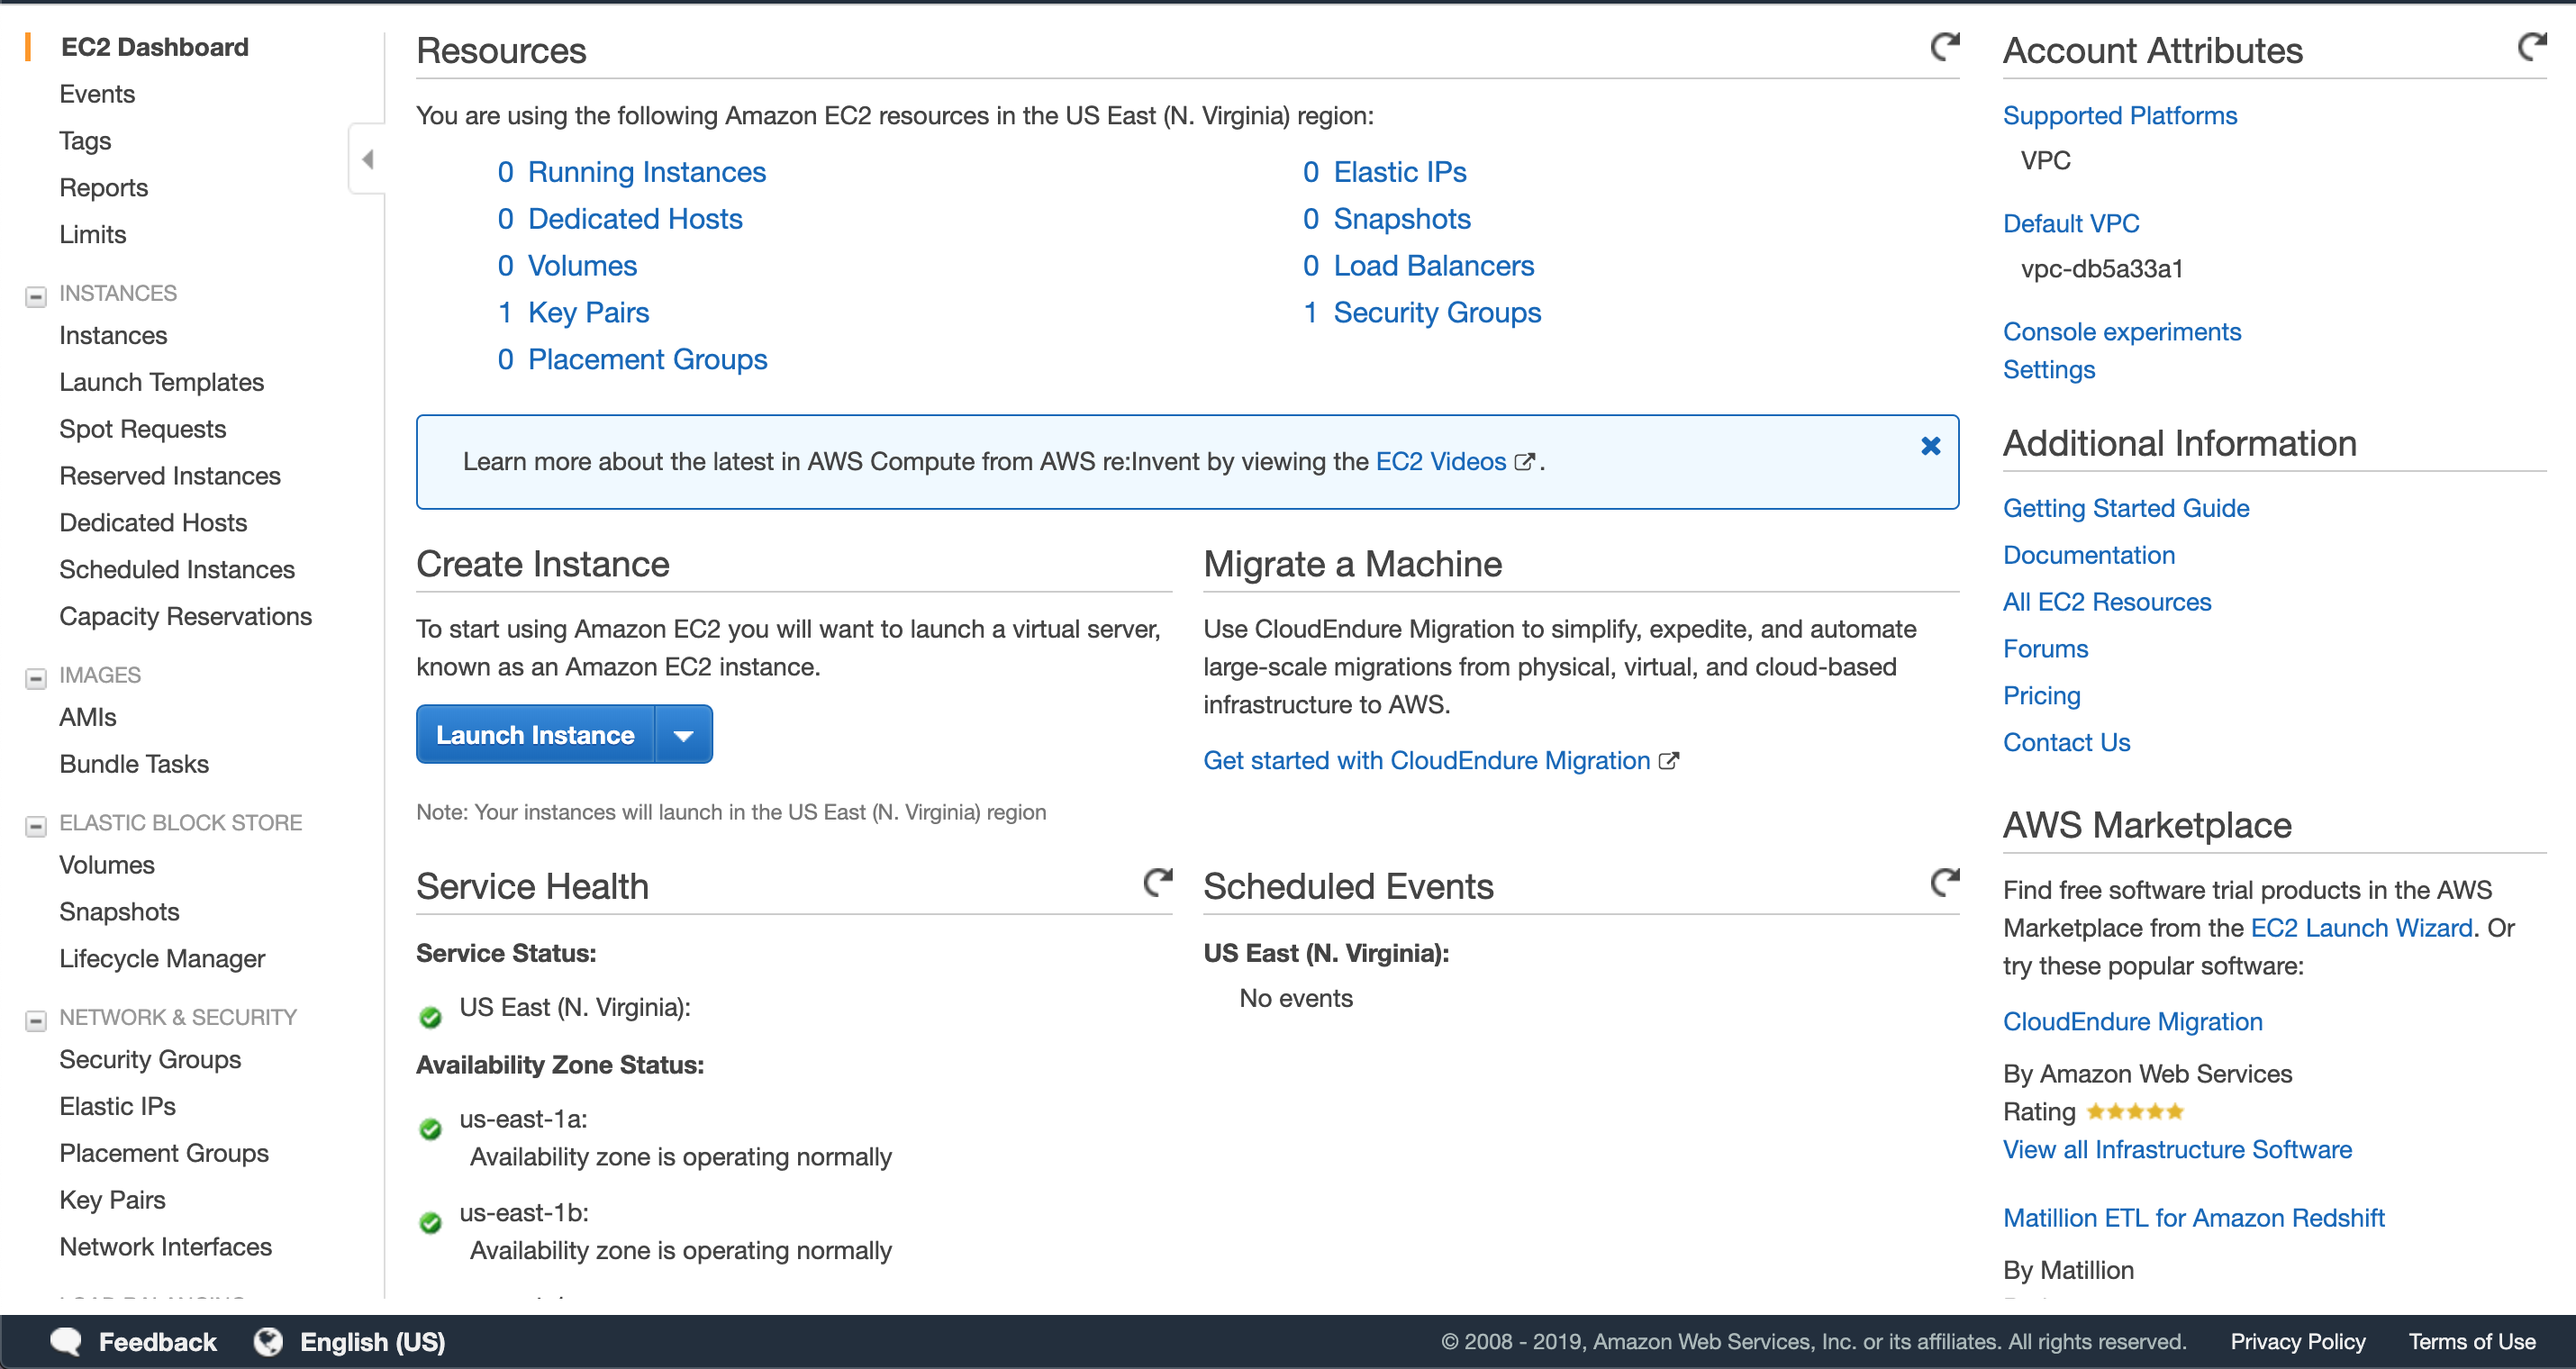 EC2 Dashboard
Events
Tags
Reports
Limits
INSTANCES
Instances
Launch Templates
Spot Requests
Reserved Instances
Dedicated Hosts
Scheduled Instances
Capacity Reservations
IMAGES
AMIs
Bundle Tasks
ELASTIC BLOCK STORE
Volumes
Snapshots
Lifecycle Manager
NETWORK & SECURITY
Security Groups
Elastic IPs
Placement Groups
Key Pairs
Network Interfaces
Resources
You are using the following Amazon EC2 resources in the US East (N. Virginia) region:
0 Running Instances
0 Dedicated Hosts
0 Volumes
1 Key Pairs
0 Placement Groups
0 Elastic IPs
0 Snapshots
0 Load Balancers
1 Security Groups
Learn more about the latest in AWS Compute from AWS re:Invent by viewing the EC2 Videos .
Create Instance
To start using Amazon EC2 you will want to launch a virtual server,
known as an Amazon EC2 instance.
Launch Instance
Note: Your instances will launch in the US East (N. Virginia) region
Migrate a Machine
Use CloudEndure Migration to simplify, expedite, and automate
large-scale migrations from physical, virtual, and cloud-based
infrastructure to AWS.
Get started with CloudEndure Migration
Service Health
Service Status:
US East (N. Virginia):
Availability Zone Status:
us-east-1a:
Availability zone is operating normally
us-east-1b:
Availability zone is operating normally
Scheduled Events
US East (N. Virginia):
No events
Account Attributes
Supported Platforms
VPC
Default VPC
vpc-db5a33a1
Console experiments
Settings
Additional Information
Getting Started Guide
Documentation
All EC2 Resources
Forums
Pricing
Contact Us
AWS Marketplace
Find free software trial products in the AWS
Marketplace from the EC2 Launch Wizard. Or
try these popular software:
CloudEndure Migration
By Amazon Web Services
Rating
View all Infrastructure Software
Matillion ETL for Amazon Redshift
By Matillion
Feedback
English (US)
© 2008 - 2019, Amazon Web Services, Inc. or its affiliates. All rights reserved.
Privacy Policy
Terms of Use